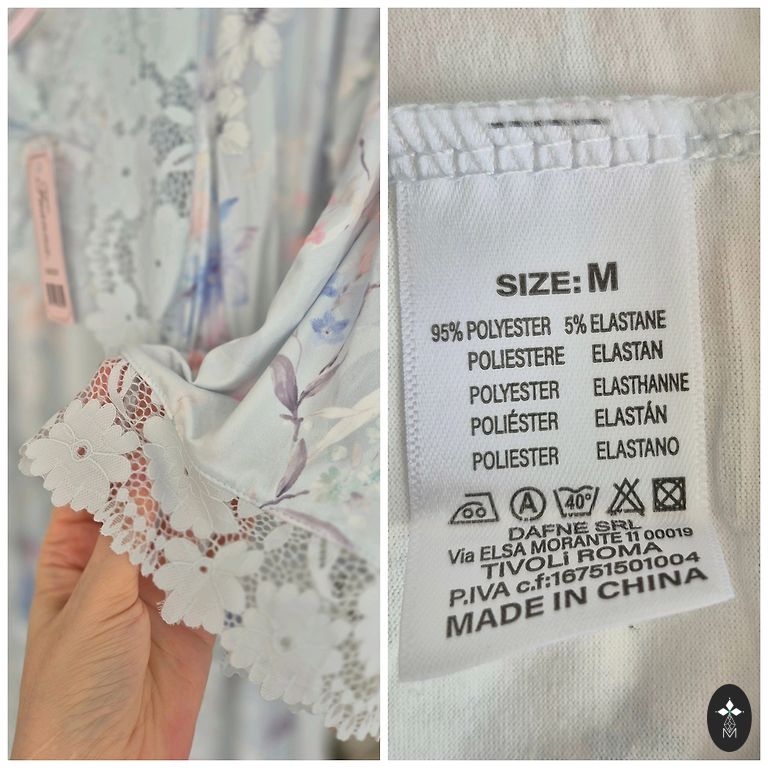 SIZE: M
95% POLYESTER 5% ELASTANE
POLIESTERE ELASTAN
POLYESTER ELASTHANNE
POLIÉSTER ELASTÁN
POLIESTER ELASTANO
A 40°
DAFNE SRL
Via ELSA MORANTE 11 00019
TIVOLi ROMA
P.IVA c.f:16751501004
MADE IN CHINA
M